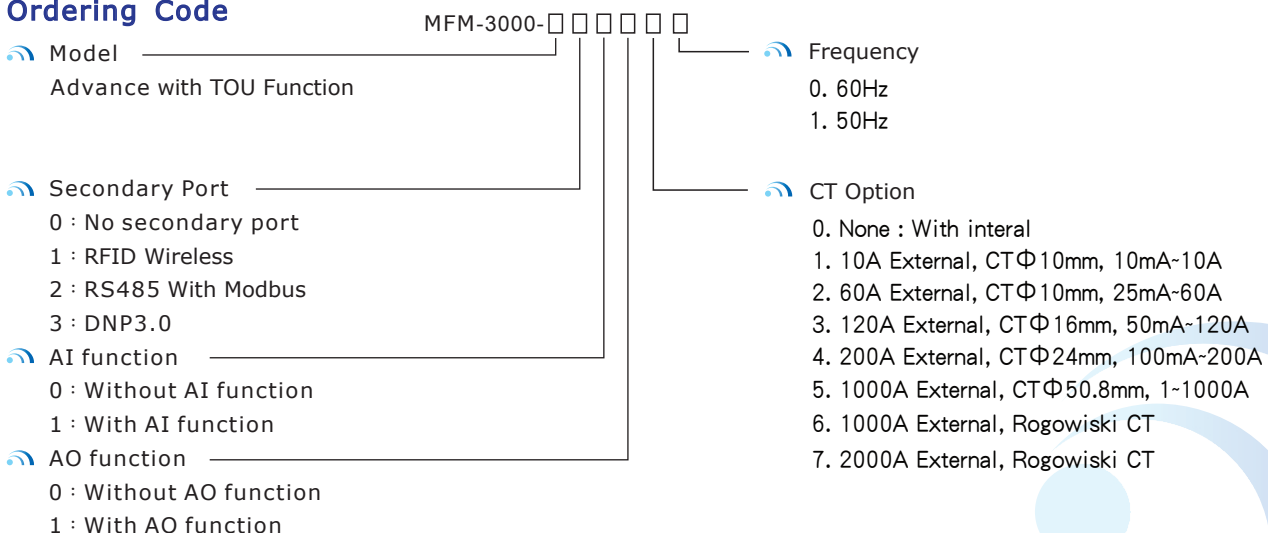 Ordering Code
MFM-3000-□ □ □ □ □ □
Model
Advance with TOU Function
Secondary Port
0：No secondary port
1：RFID Wireless
2：RS485 With Modbus
3：DNP3.0
AI function
0：Without AI function
1：With AI function
AO function
0：Without AO function
1：With AO function
Frequency
0. 60Hz
1. 50Hz
CT Option
0. None : With interal
1. 10A External, CTΦ10mm, 10mA~10A
2. 60A External, CTΦ10mm, 25mA~60A
3. 120A External, CTΦ16mm, 50mA~120A
4. 200A External, CTΦ24mm, 100mA~200A
5. 1000A External, CTΦ50.8mm, 1~1000A
6. 1000A External, Rogowiski CT
7. 2000A External, Rogowiski CT